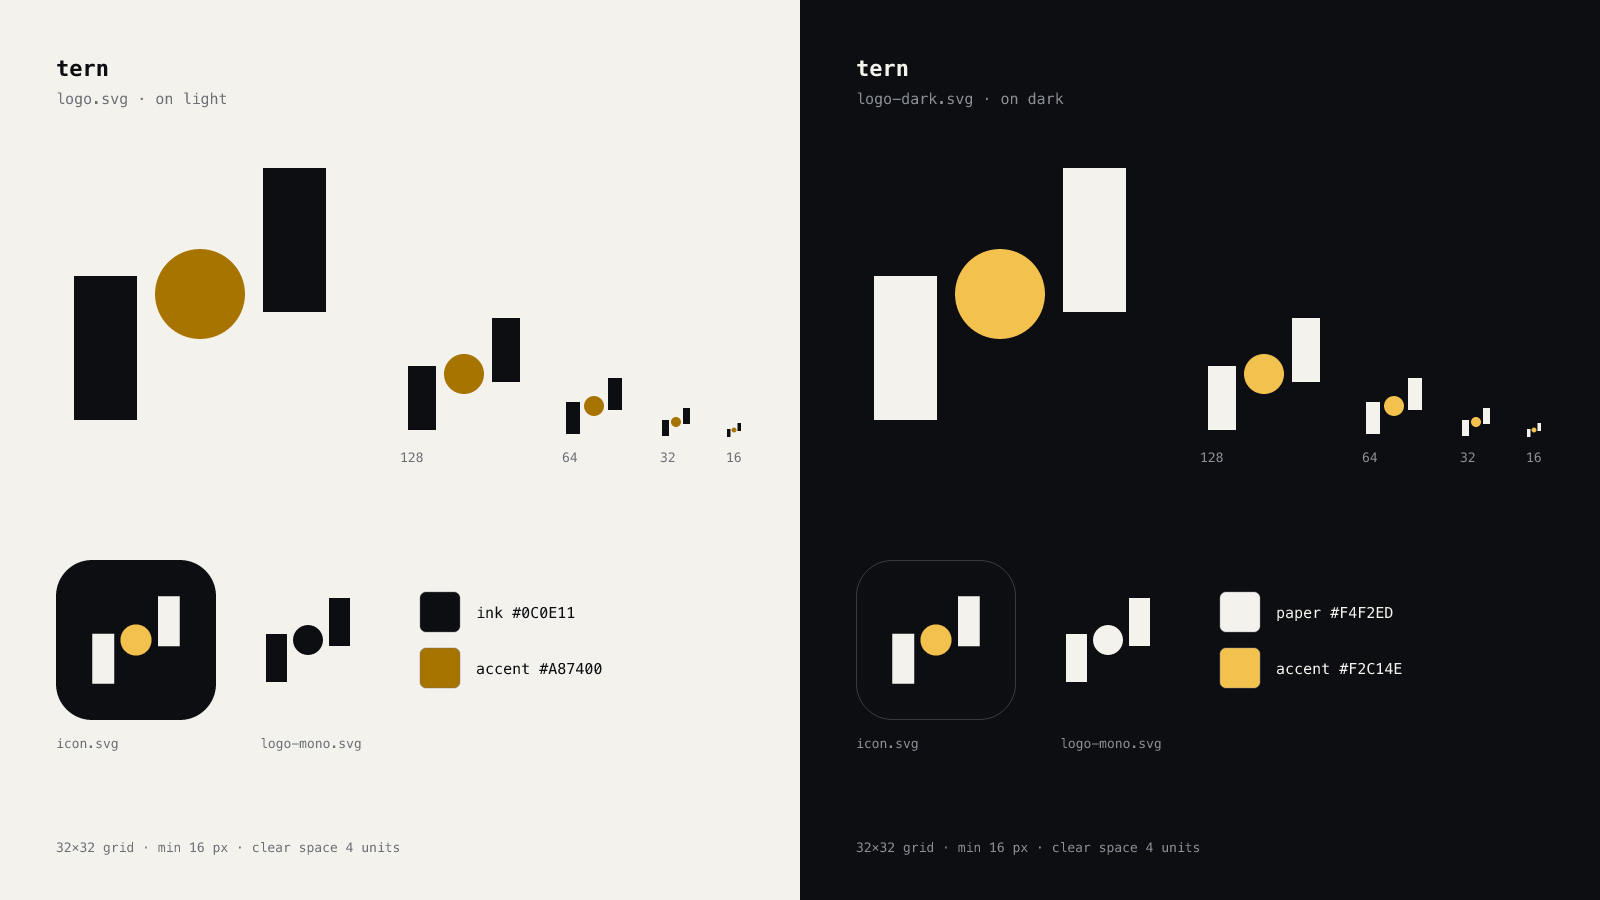 tern
logo.svg · on light
128 64 32 16
ink #0C0E11
accent #A87400
icon.svg logo-mono.svg
32×32 grid · min 16 px · clear space 4 units
tern
logo-dark.svg · on dark
128 64 32 16
paper #F4F2ED
accent #F2C14E
icon.svg logo-mono.svg
32×32 grid · min 16 px · clear space 4 units